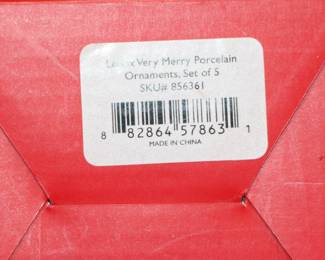 Lenox Very Merry Porcelain
Ornaments, Set of 5
SKU# 856361
8 82864 57863 1
MADE IN CHINA